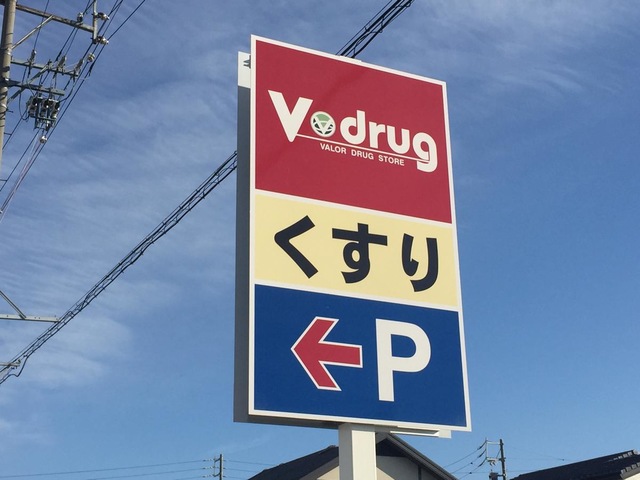 V drug
VALOR DRUG STORE
くすり
←P